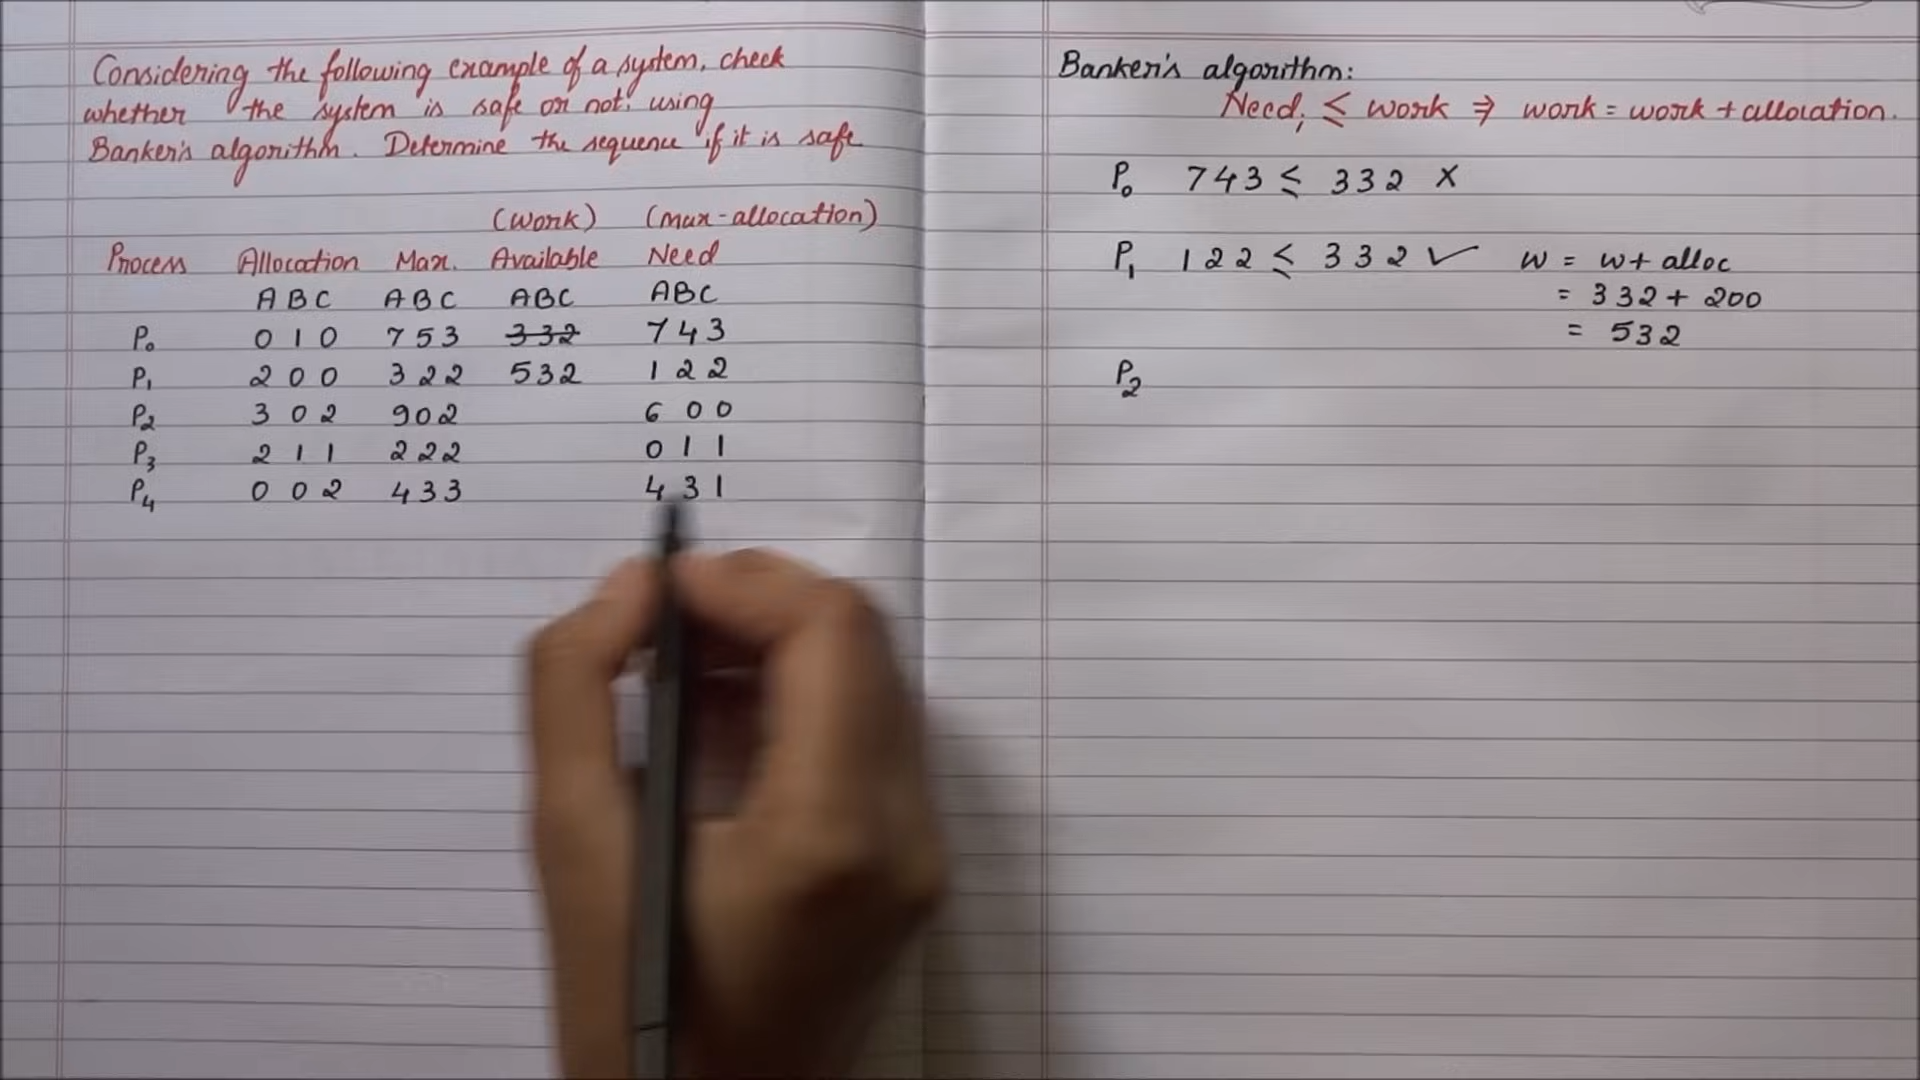 Considering the following example of a system, check
whether the system is safe or not using
Banker's algorithm. Determine the sequence if it is safe
(Work) (max-allocation)
Process Allocation Max. Available Need
A B C A B C A B C A B C
P₀ 0 1 0 7 5 3 3 3 2 7 4 3
P₁ 2 0 0 3 2 2 5 3 2 1 2 2
P₂ 3 0 2 9 0 2 6 0 0
P₃ 2 1 1 2 2 2 0 1 1
P₄ 0 0 2 4 3 3 4 3 1
Banker's algorithm:
Needᵢ ≤ work ⇒ work = work + allocation.
P₀ 7 4 3 ≤ 3 3 2 ×
P₁ 1 2 2 ≤ 3 3 2 ✓ w = w + alloc
= 3 3 2 + 2 0 0
= 5 3 2
P₂